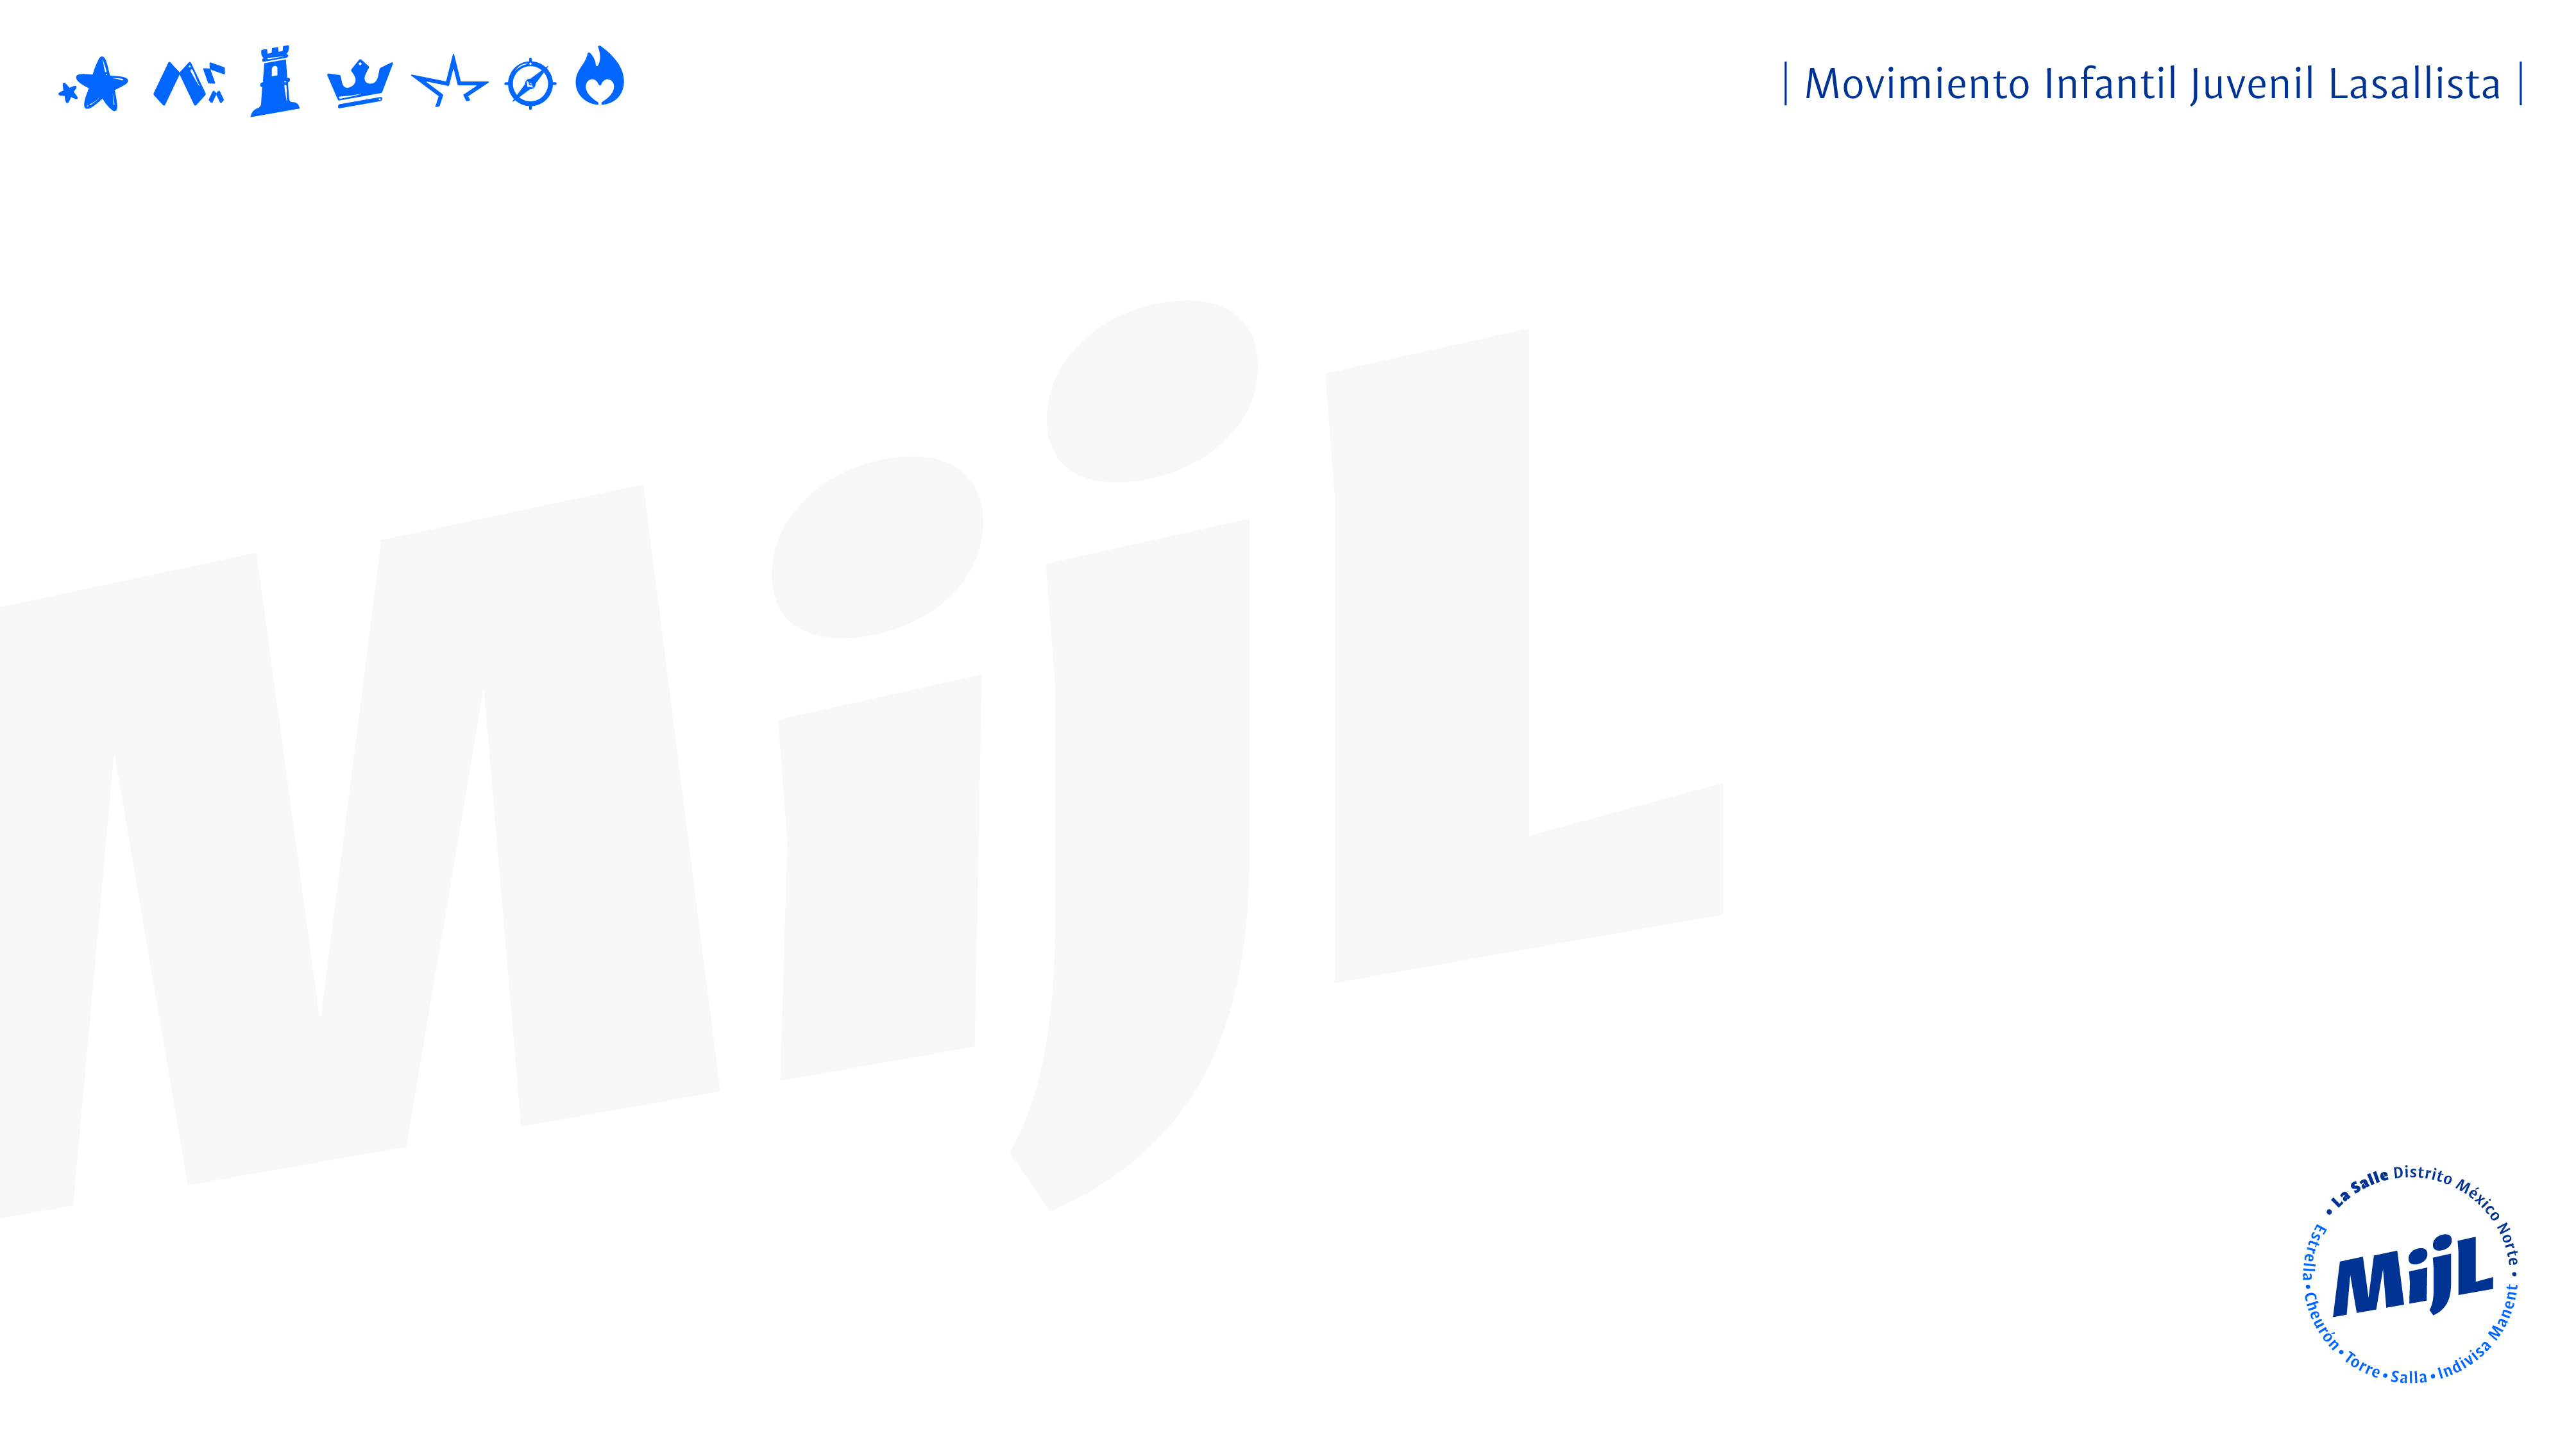 | Movimiento Infantil Juvenil Lasallista |
MijL
• La Salle Distrito México Norte •
MijL
Estrella • Cheurón • Torre • Salla • Indivisa Manent